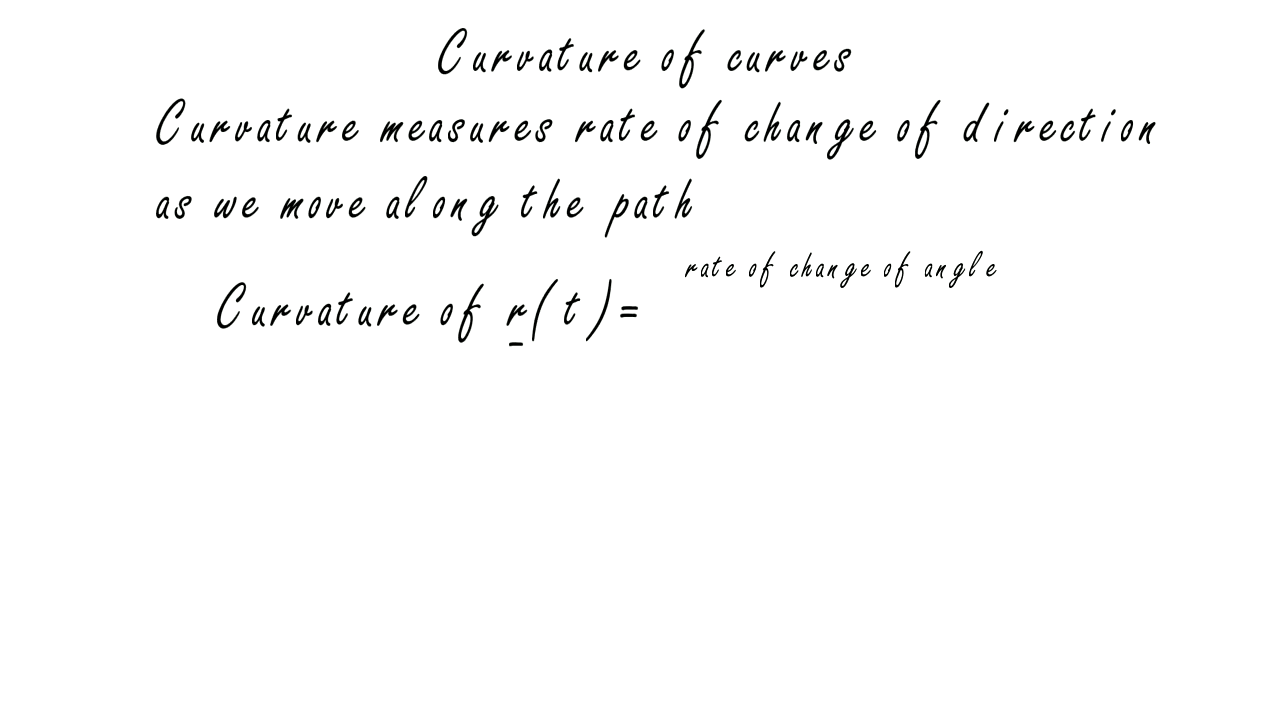 Curvature of curves
Curvature measures rate of change of direction
as we move along the path
rate of change of angle
Curvature of r(t)=